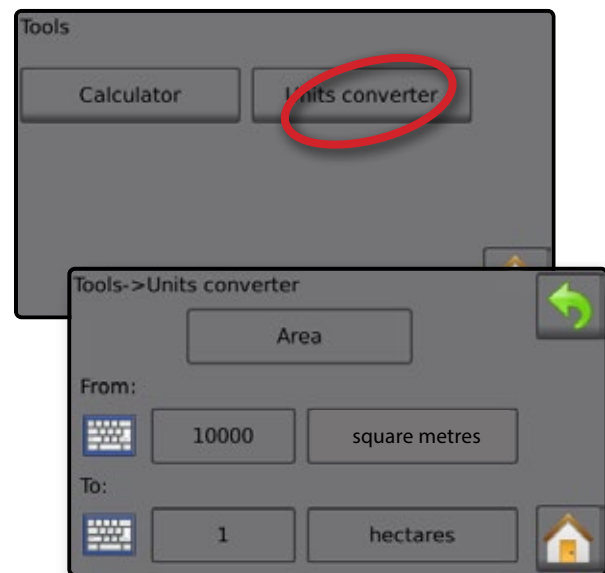 Tools
Calculator Units converter
Tools->Units converter
Area
From:
10000 square metres
To:
1 hectares